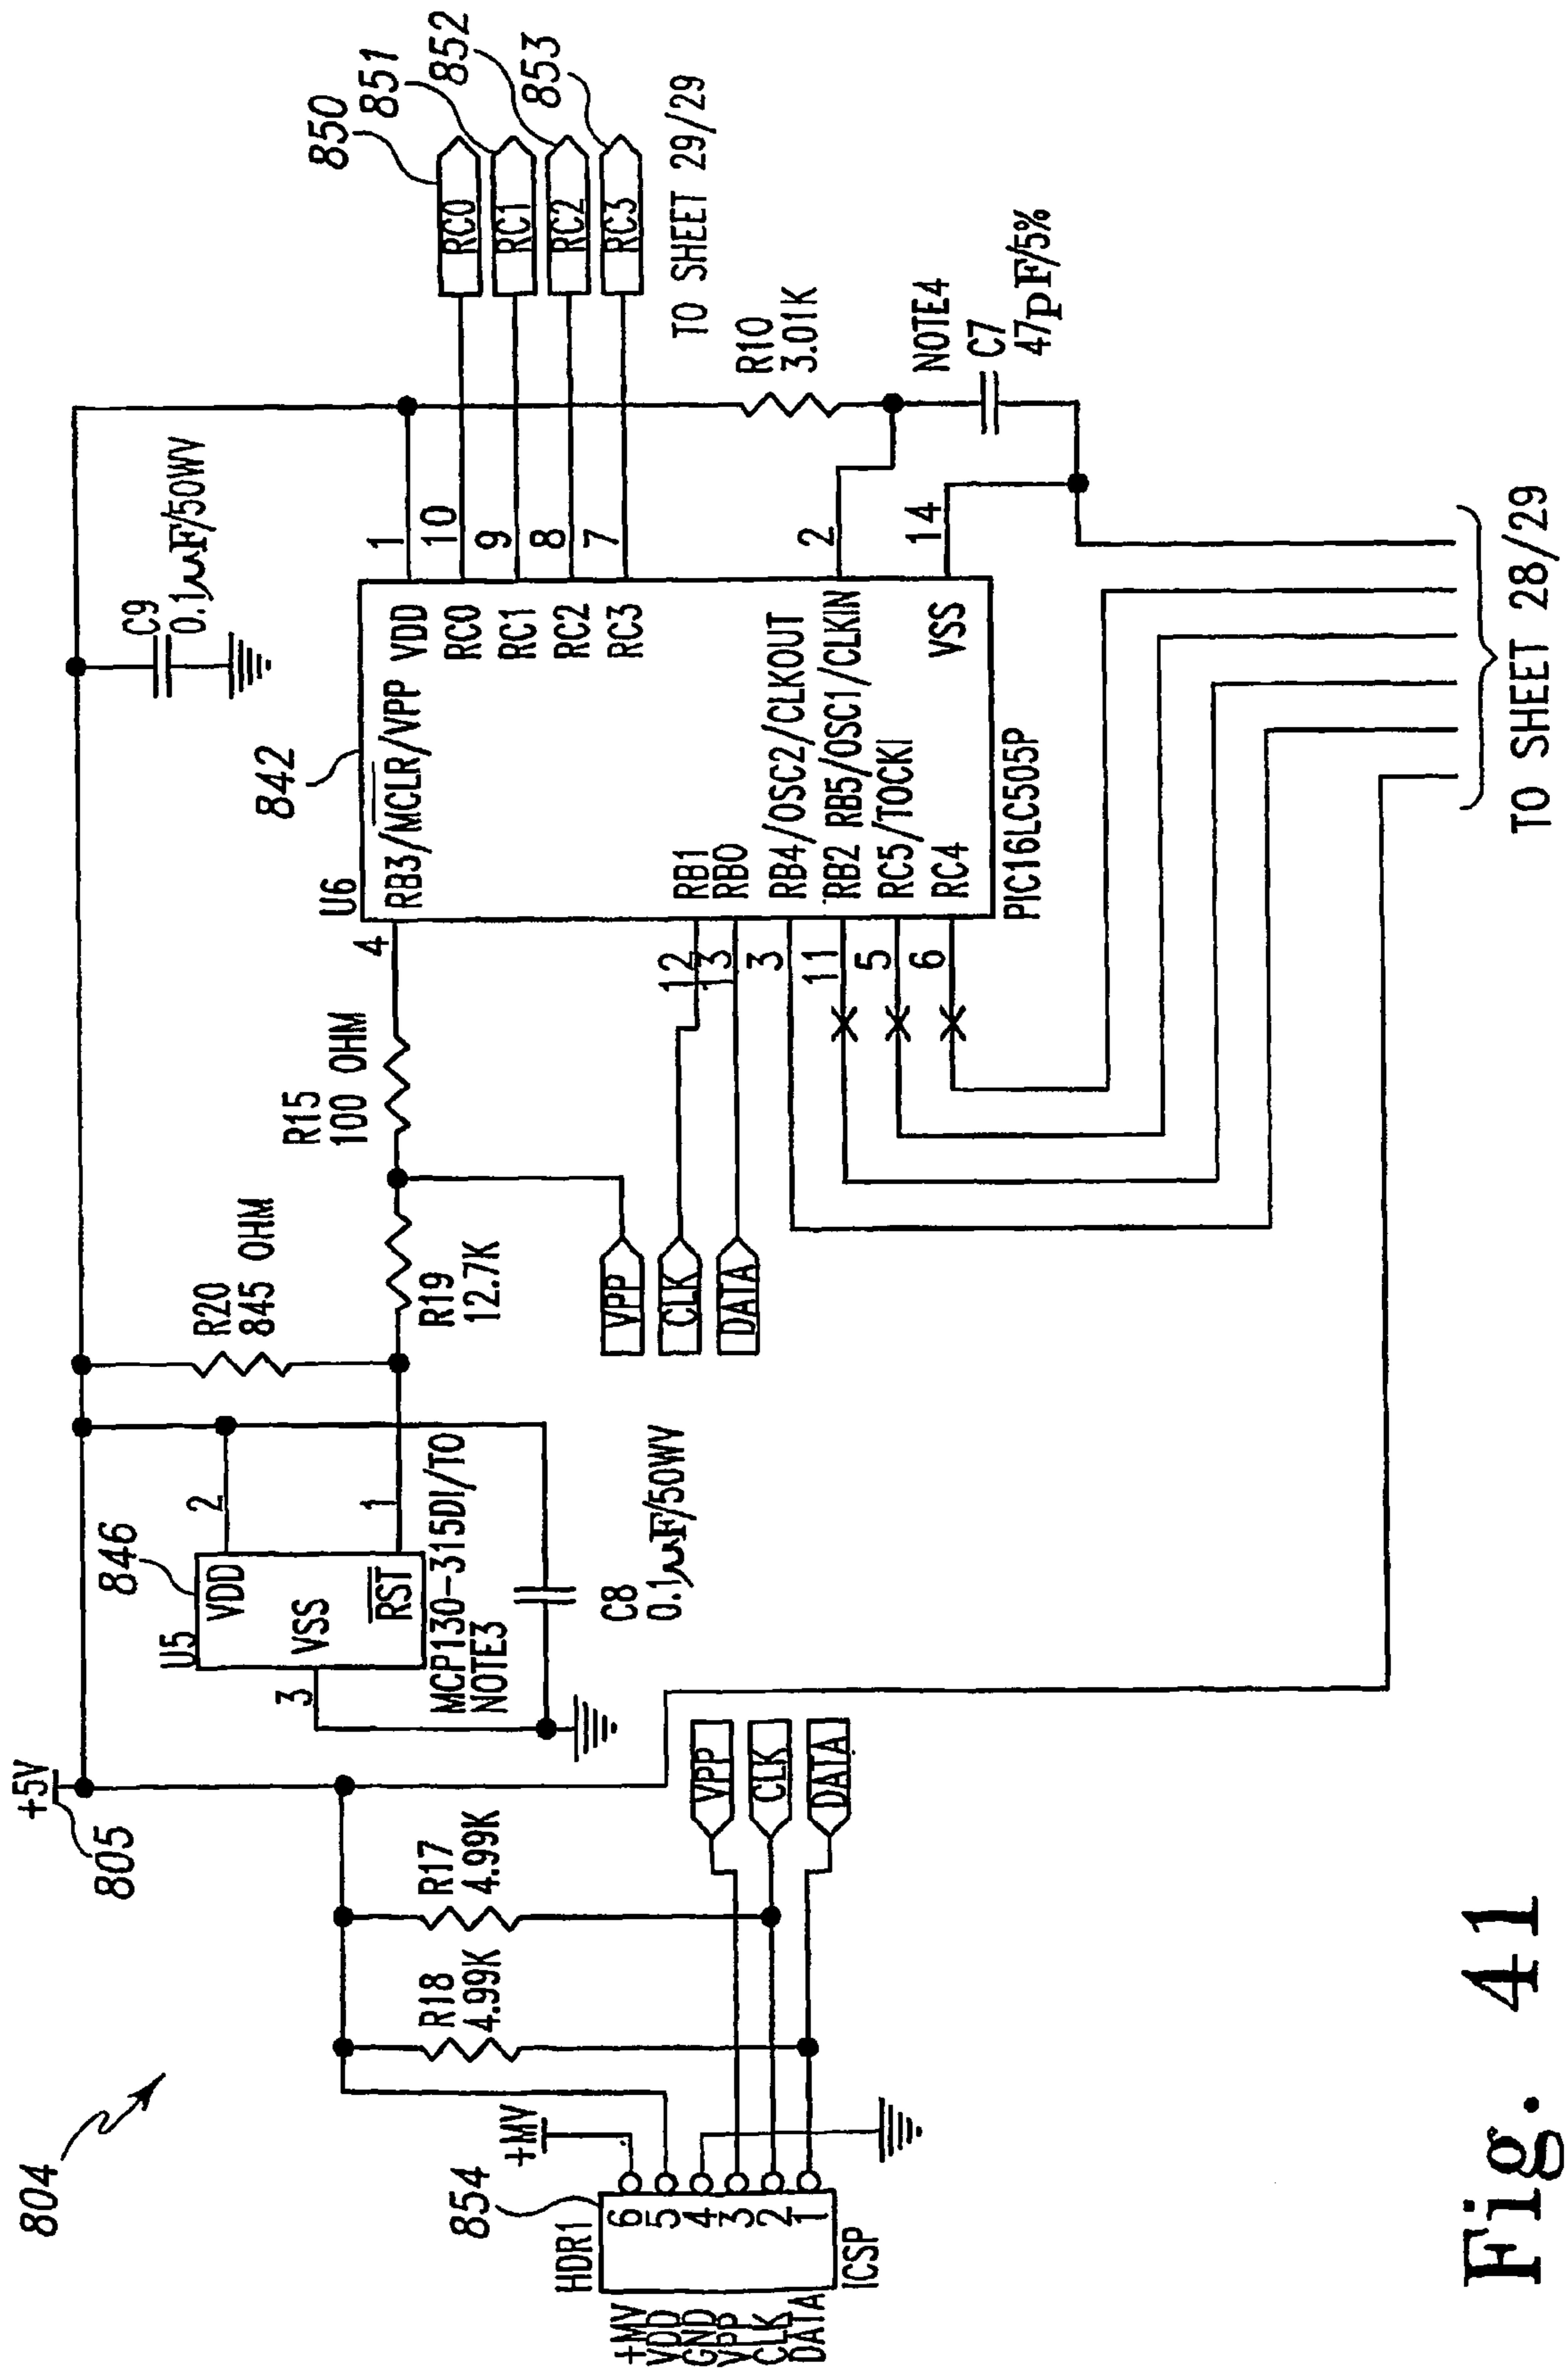 804
805
+5V
HDR1
854
+MV
VDD
GND
VPP
CLK
DATA
6
5
4
3
2
1
ICSP
+MV
R18
4.99K
R17
4.99K
VPP
CLK
DATA
846
U5
VDD
VSS
RST
2
3
1
MCP130-315DI/TO
NOTE3
C8
0.1uF/50WV
R20
845 OHM
R19
12.7K
R15
100 OHM
VPP
CLK
DATA
842
U6
RB3/MCLR/VPP
VDD
RC0
RC1
RC2
RC3
RB1
RB0
RB4/OSC2/CLKOUT
RB2 RB5/OSC1/CLKIN
RC5/TOCKI
RC4
VSS
PIC16LC505P
4
12
13
3
11
5
6
1
10
9
8
7
2
14
C9
0.1uF/50WV
RC0
RC1
RC2
RC3
850
851
852
853
TO SHEET 29/29
R10
3.01K
NOTE4
C7
47pF/5%
TO SHEET 28/29
Fig. 41